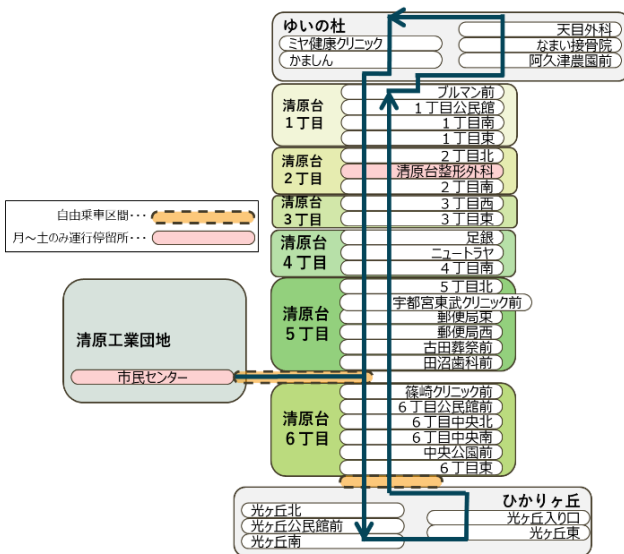 ゆいの杜
ミヤ健康クリニック
かましん
天目外科
なまい接骨院
阿久津農園前
清原台
1丁目
ブルマン前
1丁目公民館
1丁目南
1丁目東
清原台
2丁目
2丁目北
清原台整形外科
2丁目南
清原台
3丁目
3丁目西
3丁目東
自由乗車区間・・・
月～土のみ運行停留所・・・
清原台
4丁目
足銀
ニュートラヤ
4丁目南
清原台
5丁目
5丁目北
宇都宮東武クリニック前
郵便局東
郵便局西
古田葬祭前
田沼歯科前
清原工業団地
市民センター
清原台
6丁目
篠崎クリニック前
6丁目公民館前
6丁目中央北
6丁目中央南
中央公園前
6丁目東
ひかりヶ丘
光ヶ丘北
光ヶ丘公民館前
光ヶ丘南
光ヶ丘入り口
光ヶ丘東